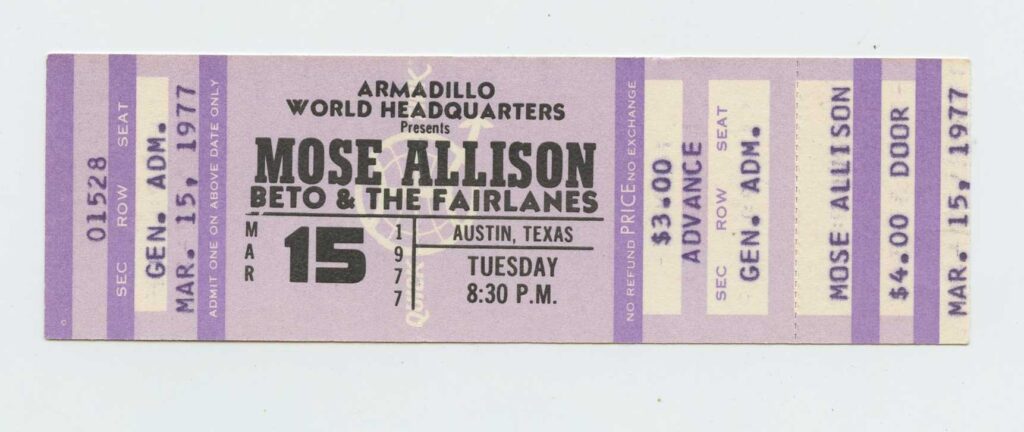 01528
SEC ROW SEAT
GEN. ADM.
MAR. 15, 1977
ADMIT ONE ON ABOVE DATE ONLY
ARMADILLO
WORLD HEADQUARTERS
Presents
MOSE ALLISON
BETO & THE FAIRLANES
MAR
15
1977
AUSTIN, TEXAS
TUESDAY
8:30 P.M.
NO REFUND PRICE NO EXCHANGE
$3.00
ADVANCE
SEC ROW SEAT
GEN. ADM.
MOSE ALLISON
$4.00 DOOR
MAR. 15, 1977